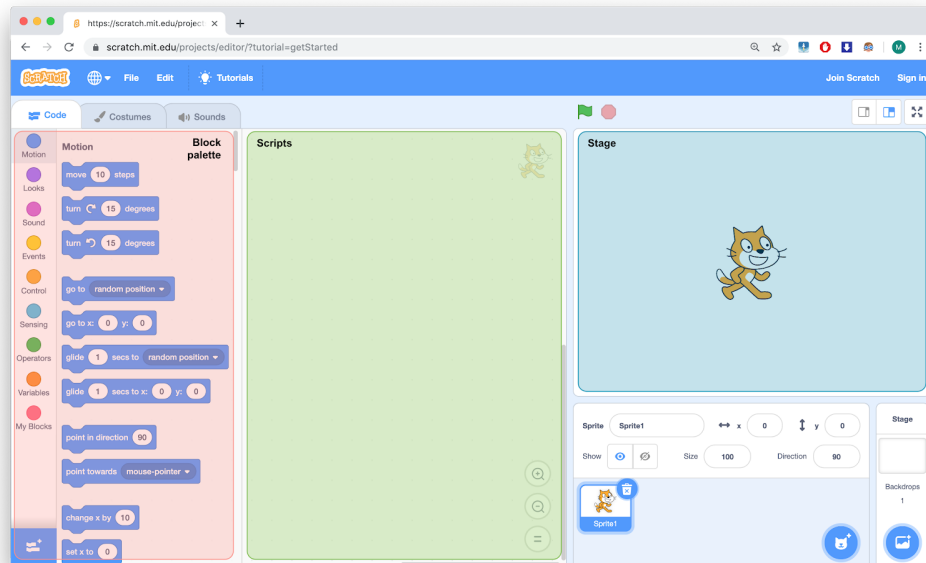 https://scratch.mit.edu/project
scratch.mit.edu/projects/editor/?tutorial=getStarted
M
SCRATCH
File Edit Tutorials
Join Scratch Sign in
Code Costumes Sounds
Motion
Looks
Sound
Events
Control
Sensing
Operators
Variables
My Blocks
Motion
Block
palette
move 10 steps
turn 15 degrees
turn 15 degrees
go to random position
go to x: 0 y: 0
glide 1 secs to random position
glide 1 secs to x: 0 y: 0
point in direction 90
point towards mouse-pointer
change x by 10
set x to 0
Scripts
Stage
Sprite Sprite1 x 0 y 0
Show Size 100 Direction 90
Sprite1
Stage
Backdrops
1